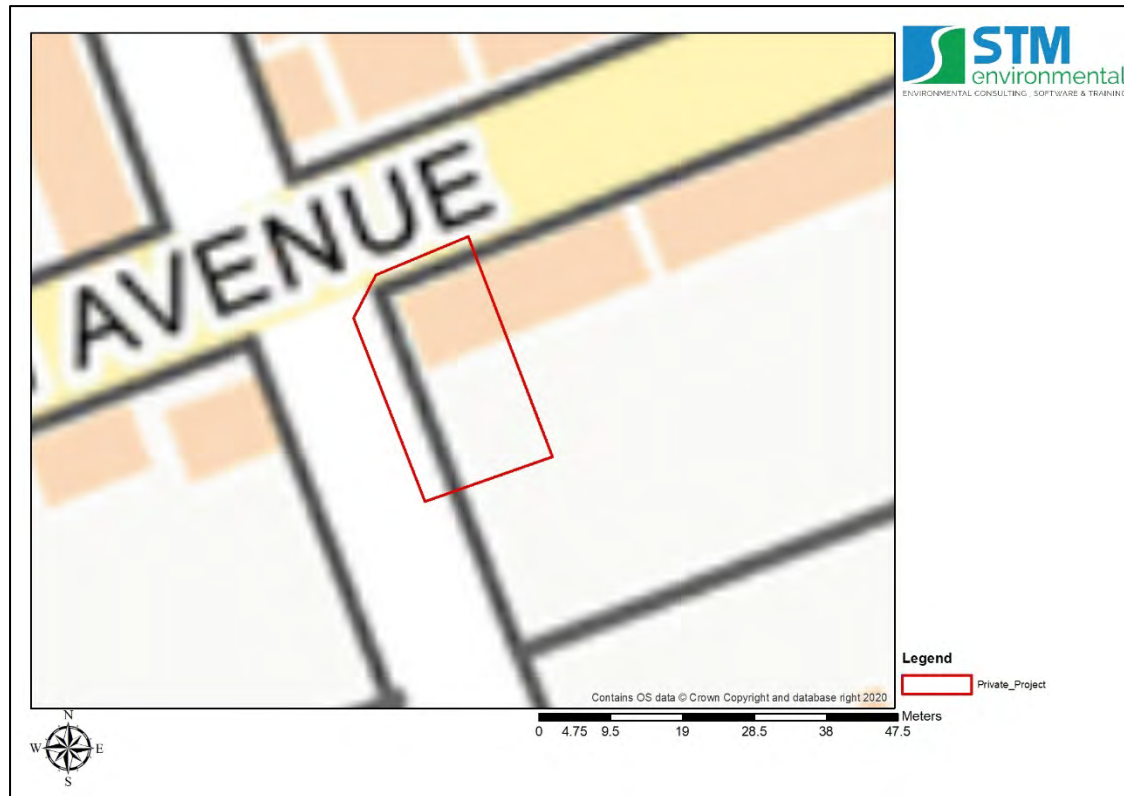 STM
environmental
ENVIRONMENTAL CONSULTING , SOFTWARE & TRAINING
AVENUE
Contains OS data © Crown Copyright and database right 2020
Legend
Private_Project
Meters
0 4.75 9.5 19 28.5 38 47.5
N
W E
S